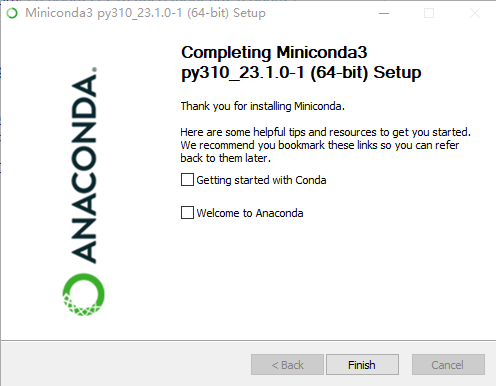 Miniconda3 py310_23.1.0-1 (64-bit) Setup
Completing Miniconda3
py310_23.1.0-1 (64-bit) Setup
Thank you for installing Miniconda.
Here are some helpful tips and resources to get you started.
We recommend you bookmark these links so you can refer
back to them later.
Getting started with Conda
Welcome to Anaconda
ANACONDA.
< Back
Finish
Cancel